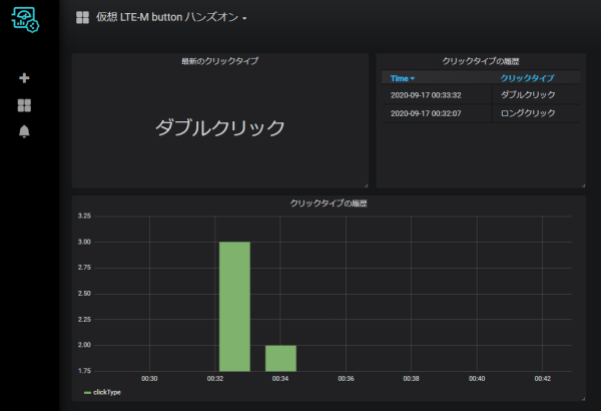 仮想 LTE-M button ハンズオン
最新のクリックタイプ
ダブルクリック
クリックタイプの履歴
Time クリックタイプ
2020-09-17 00:33:32 ダブルクリック
2020-09-17 00:32:07 ロングクリック
クリックタイプの履歴
3.25
3.00
2.75
2.50
2.25
2.00
1.75
00:30 00:32 00:34 00:36 00:38 00:40 00:42
clickType